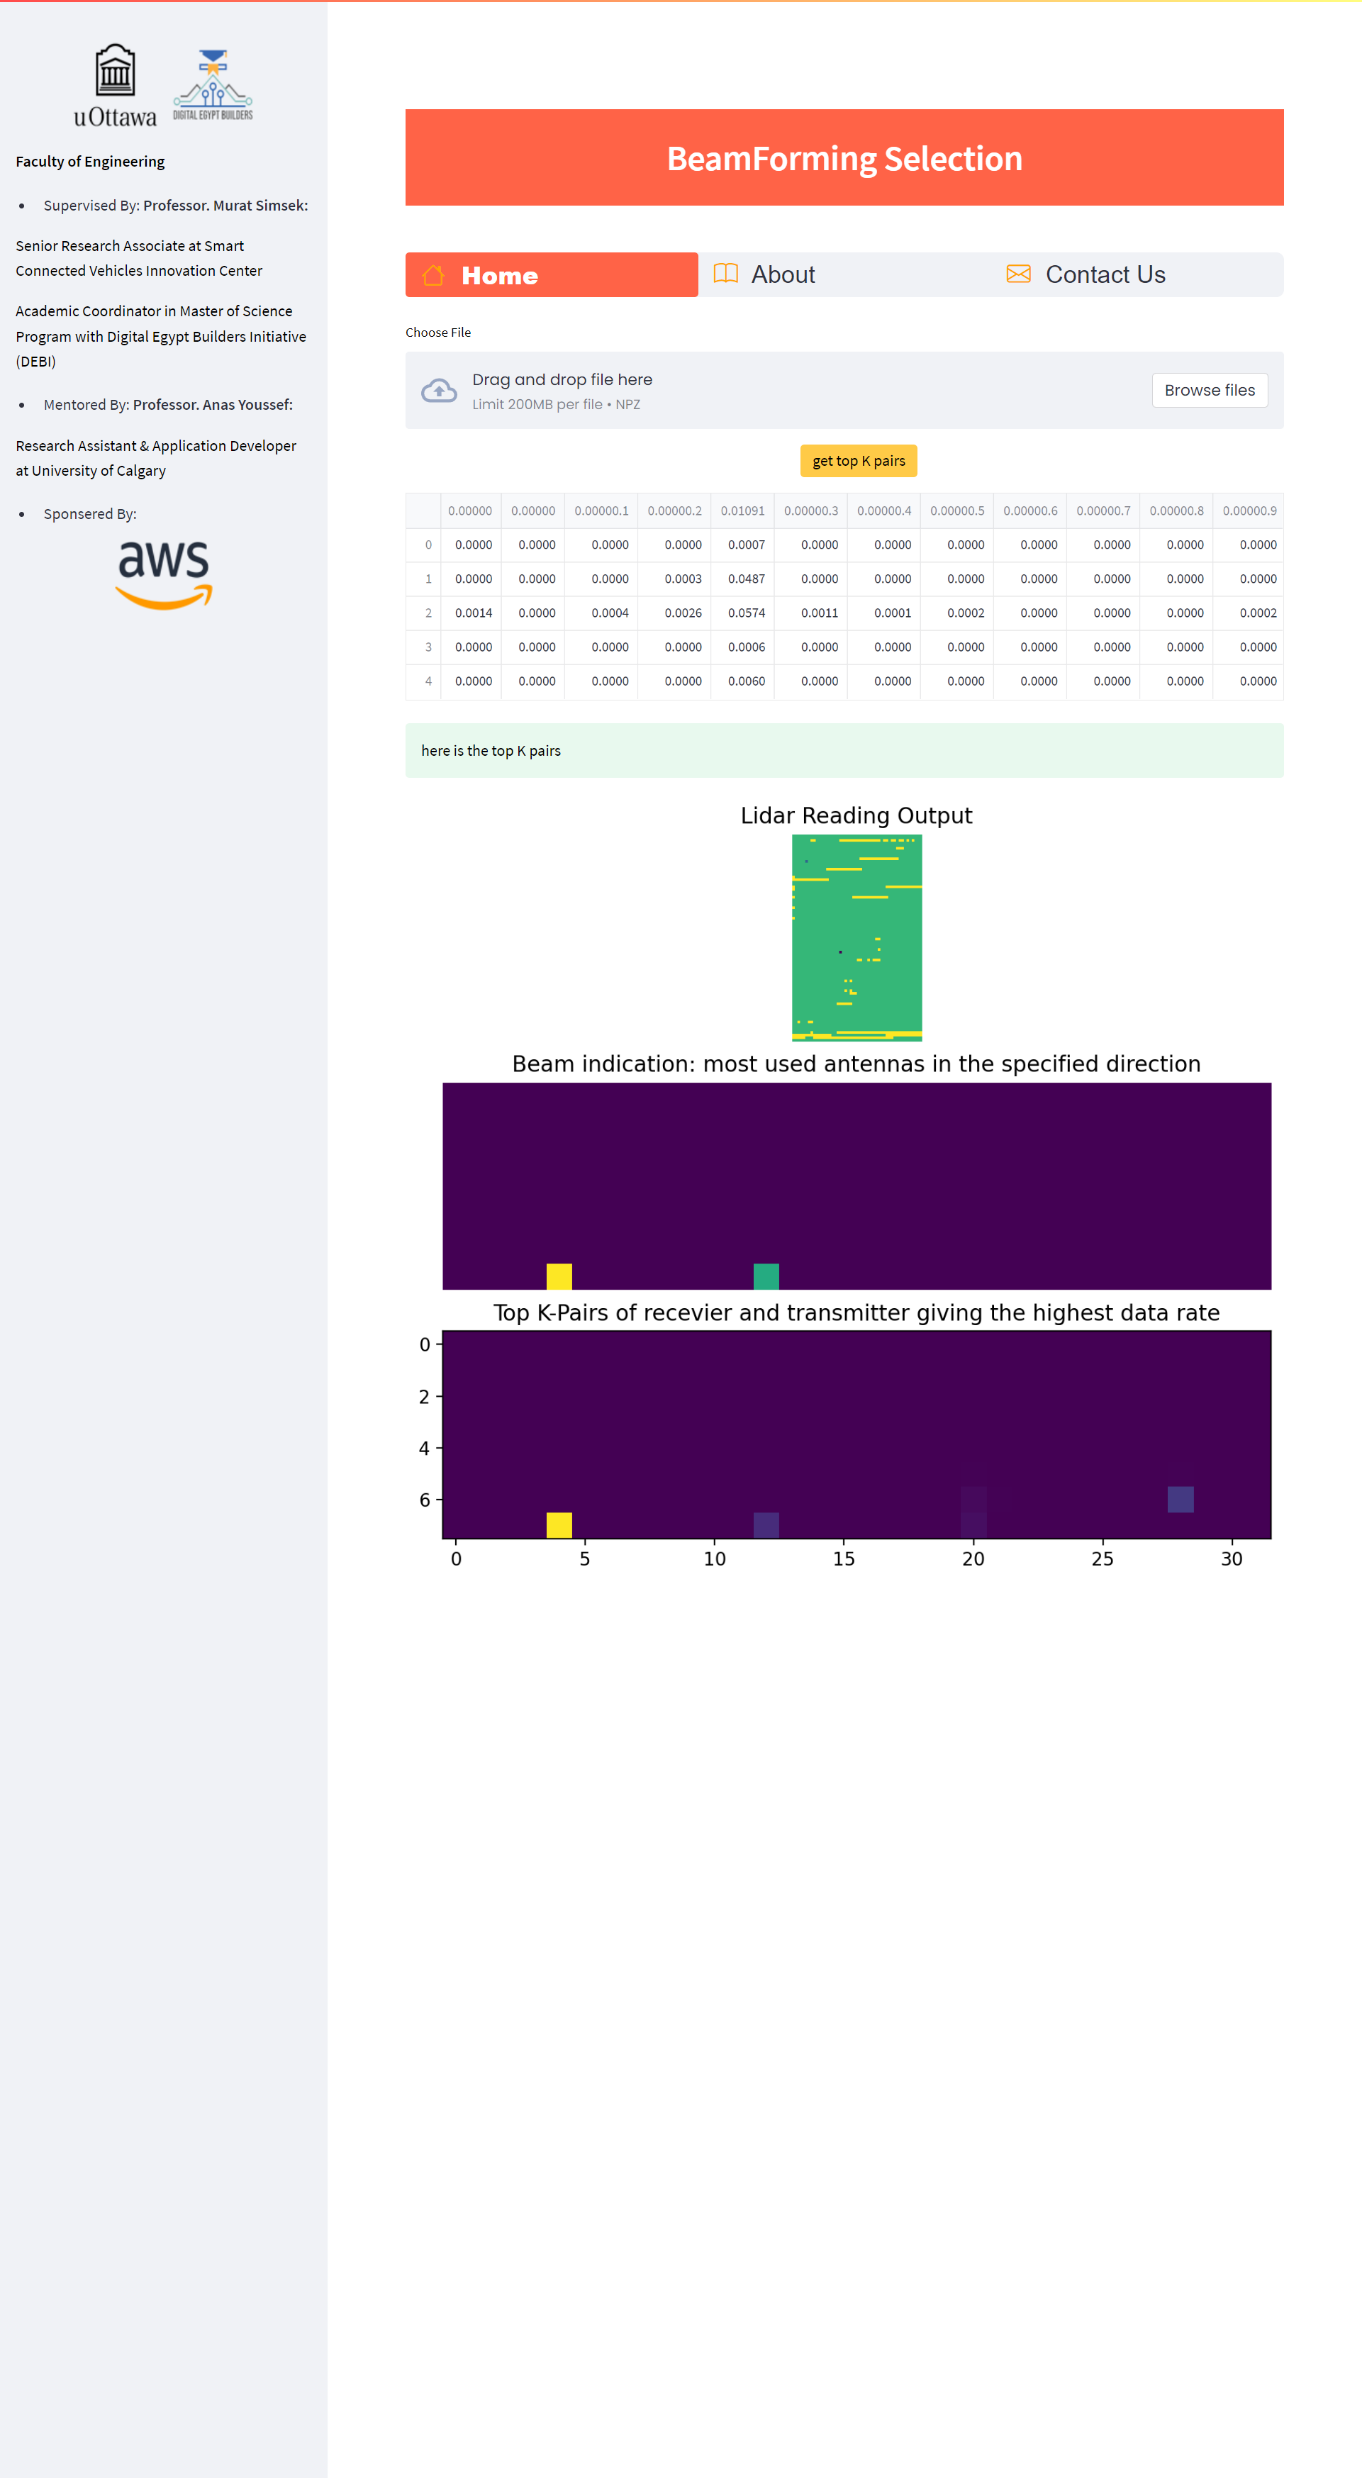 uOttawa
DIGITAL EGYPT BUILDERS
Faculty of Engineering
• Supervised By: Professor. Murat Simsek:
Senior Research Associate at Smart
Connected Vehicles Innovation Center
Academic Coordinator in Master of Science
Program with Digital Egypt Builders Initiative
(DEBI)
• Mentored By: Professor. Anas Youssef:
Research Assistant & Application Developer
at University of Calgary
• Sponsered By:
aws
BeamForming Selection
Home About Contact Us
Choose File
Drag and drop file here
Limit 200MB per file • NPZ
Browse files
get top K pairs
0.00000 0.00000 0.00000.1 0.00000.2 0.01091 0.00000.3 0.00000.4 0.00000.5 0.00000.6 0.00000.7 0.00000.8 0.00000.9
0 0.0000 0.0000 0.0000 0.0000 0.0007 0.0000 0.0000 0.0000 0.0000 0.0000 0.0000 0.0000
1 0.0000 0.0000 0.0000 0.0003 0.0487 0.0000 0.0000 0.0000 0.0000 0.0000 0.0000 0.0000
2 0.0014 0.0000 0.0004 0.0026 0.0574 0.0011 0.0001 0.0002 0.0000 0.0000 0.0000 0.0002
3 0.0000 0.0000 0.0000 0.0000 0.0006 0.0000 0.0000 0.0000 0.0000 0.0000 0.0000 0.0000
4 0.0000 0.0000 0.0000 0.0000 0.0060 0.0000 0.0000 0.0000 0.0000 0.0000 0.0000 0.0000
here is the top K pairs
Lidar Reading Output
Beam indication: most used antennas in the specified direction
Top K-Pairs of recevier and transmitter giving the highest data rate
0
2
4
6
0 5 10 15 20 25 30